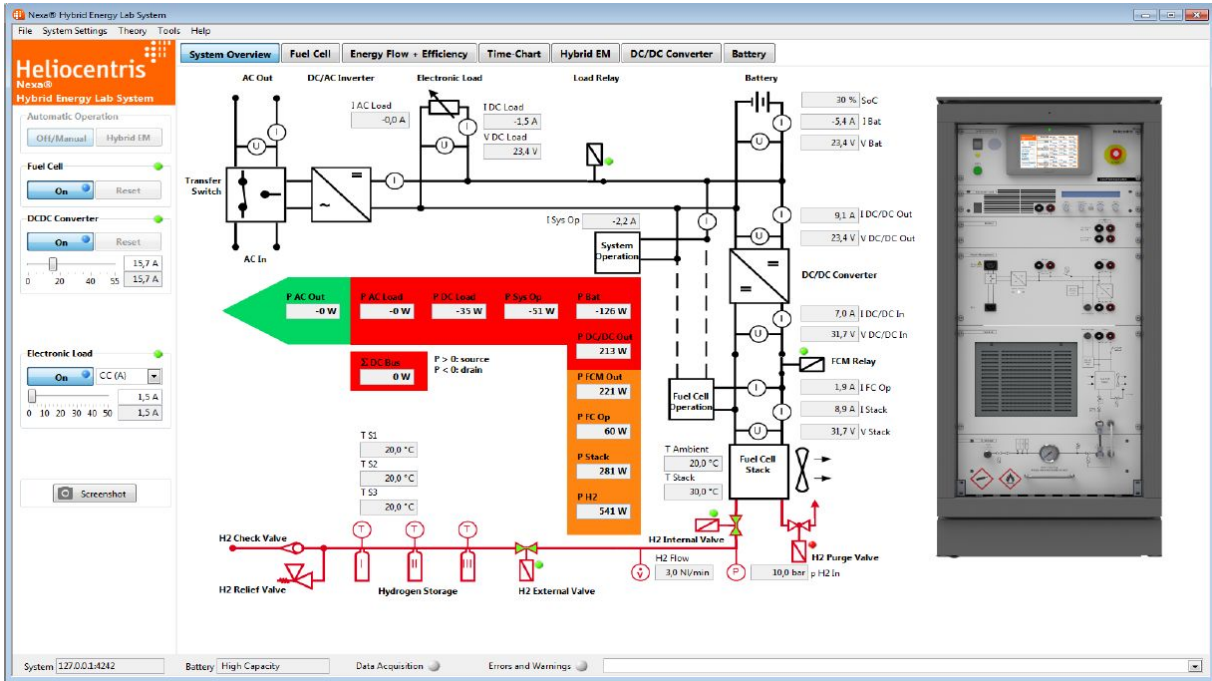 Nexa® Hybrid Energy Lab System
File System Settings Theory Tools Help
Heliocentris
Nexa®
Hybrid Energy Lab System
Automatic Operation
Off/Manual Hybrid EM
Fuel Cell
On Reset
DCDC Converter
On Reset
15,7 A
0 20 40 55 15,7 A
Electronic Load
On CC (A)
1,5 A
0 10 20 30 40 50 1,5 A
Screenshot
System Overview Fuel Cell Energy Flow + Efficiency Time-Chart Hybrid EM DC/DC Converter Battery
AC Out DC/AC Inverter Electronic Load Load Relay Battery
I AC Load
-0,0 A
I DC Load
-1,5 A
V DC Load
23,4 V
30 % SoC
-5,4 A I Bat
23,4 V V Bat
U I
U I
I
U I
Transfer
Switch
=
~
I
AC In
I Sys Op -2,2 A
System
Operation
I
I
U
9,1 A I DC/DC Out
23,4 V V DC/DC Out
=
=
DC/DC Converter
P AC Out P AC Load P DC Load P Sys Op P Bat
-0 W -0 W -35 W -51 W -126 W
P DC/DC Out
213 W
Σ DC Bus
0 W
P > 0: source
P < 0: drain
P FCM Out
221 W
P FC Op
60 W
P Stack
281 W
P H2
541 W
I
U
7,0 A I DC/DC In
31,7 V V DC/DC In
FCM Relay
Fuel Cell
Operation
I
I
U
1,9 A I FC Op
8,9 A I Stack
31,7 V V Stack
T S1
20,0 °C
T S2
20,0 °C
T S3
20,0 °C
T Ambient
20,0 °C
T Stack
30,0 °C
Fuel Cell
Stack
H2 Check Valve
H2 Relief Valve
T T T
I II III
Hydrogen Storage
H2 External Valve
H2 Internal Valve
H2 Purge Valve
H2 Flow
V̇ 3,0 Nl/min P 10,0 bar p H2 In
System 127.0.0.1:4242 Battery High Capacity Data Acquisition Errors and Warnings